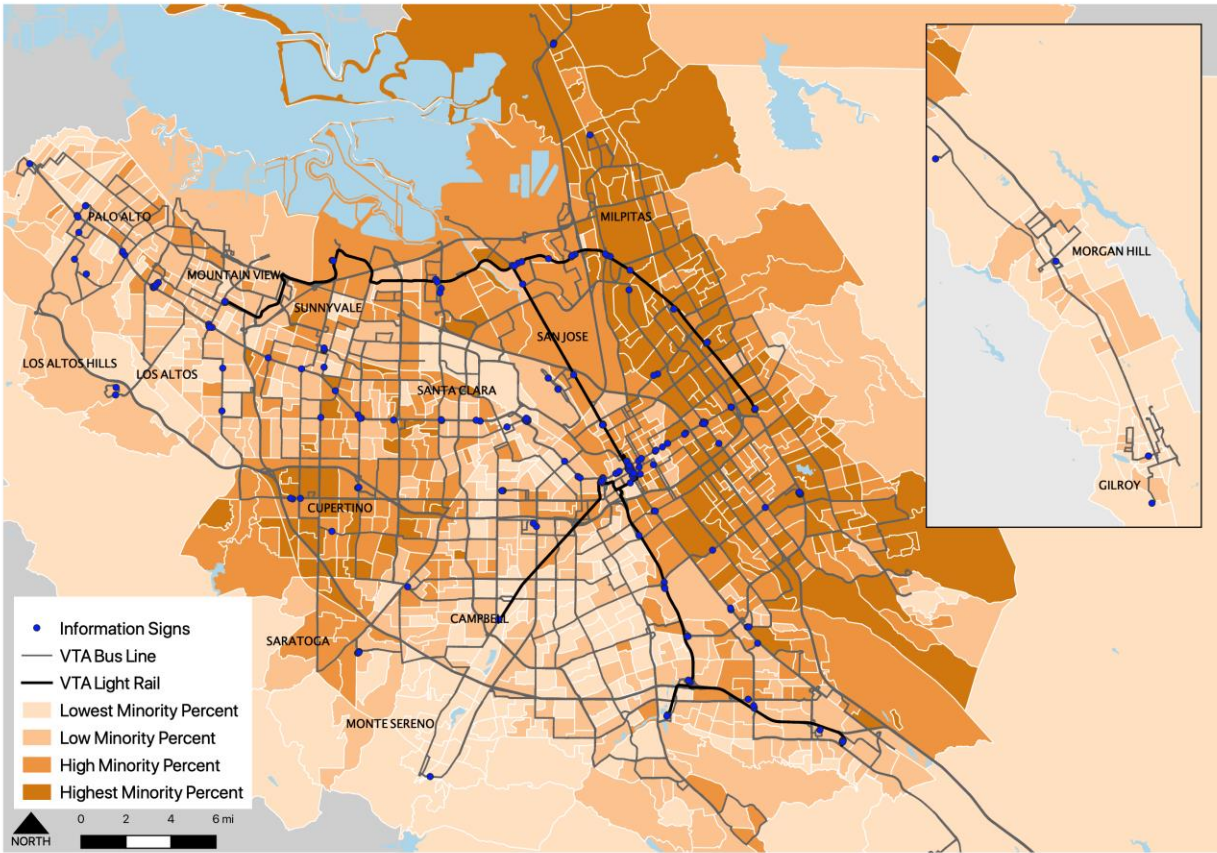 MILPITAS
PALO ALTO
MOUNTAIN VIEW
SUNNYVALE
SAN JOSE
LOS ALTOS HILLS
LOS ALTOS
SANTA CLARA
CUPERTINO
CAMPBELL
SARATOGA
MONTE SERENO
MORGAN HILL
GILROY
Information Signs
VTA Bus Line
VTA Light Rail
Lowest Minority Percent
Low Minority Percent
High Minority Percent
Highest Minority Percent
0 2 4 6 mi
NORTH